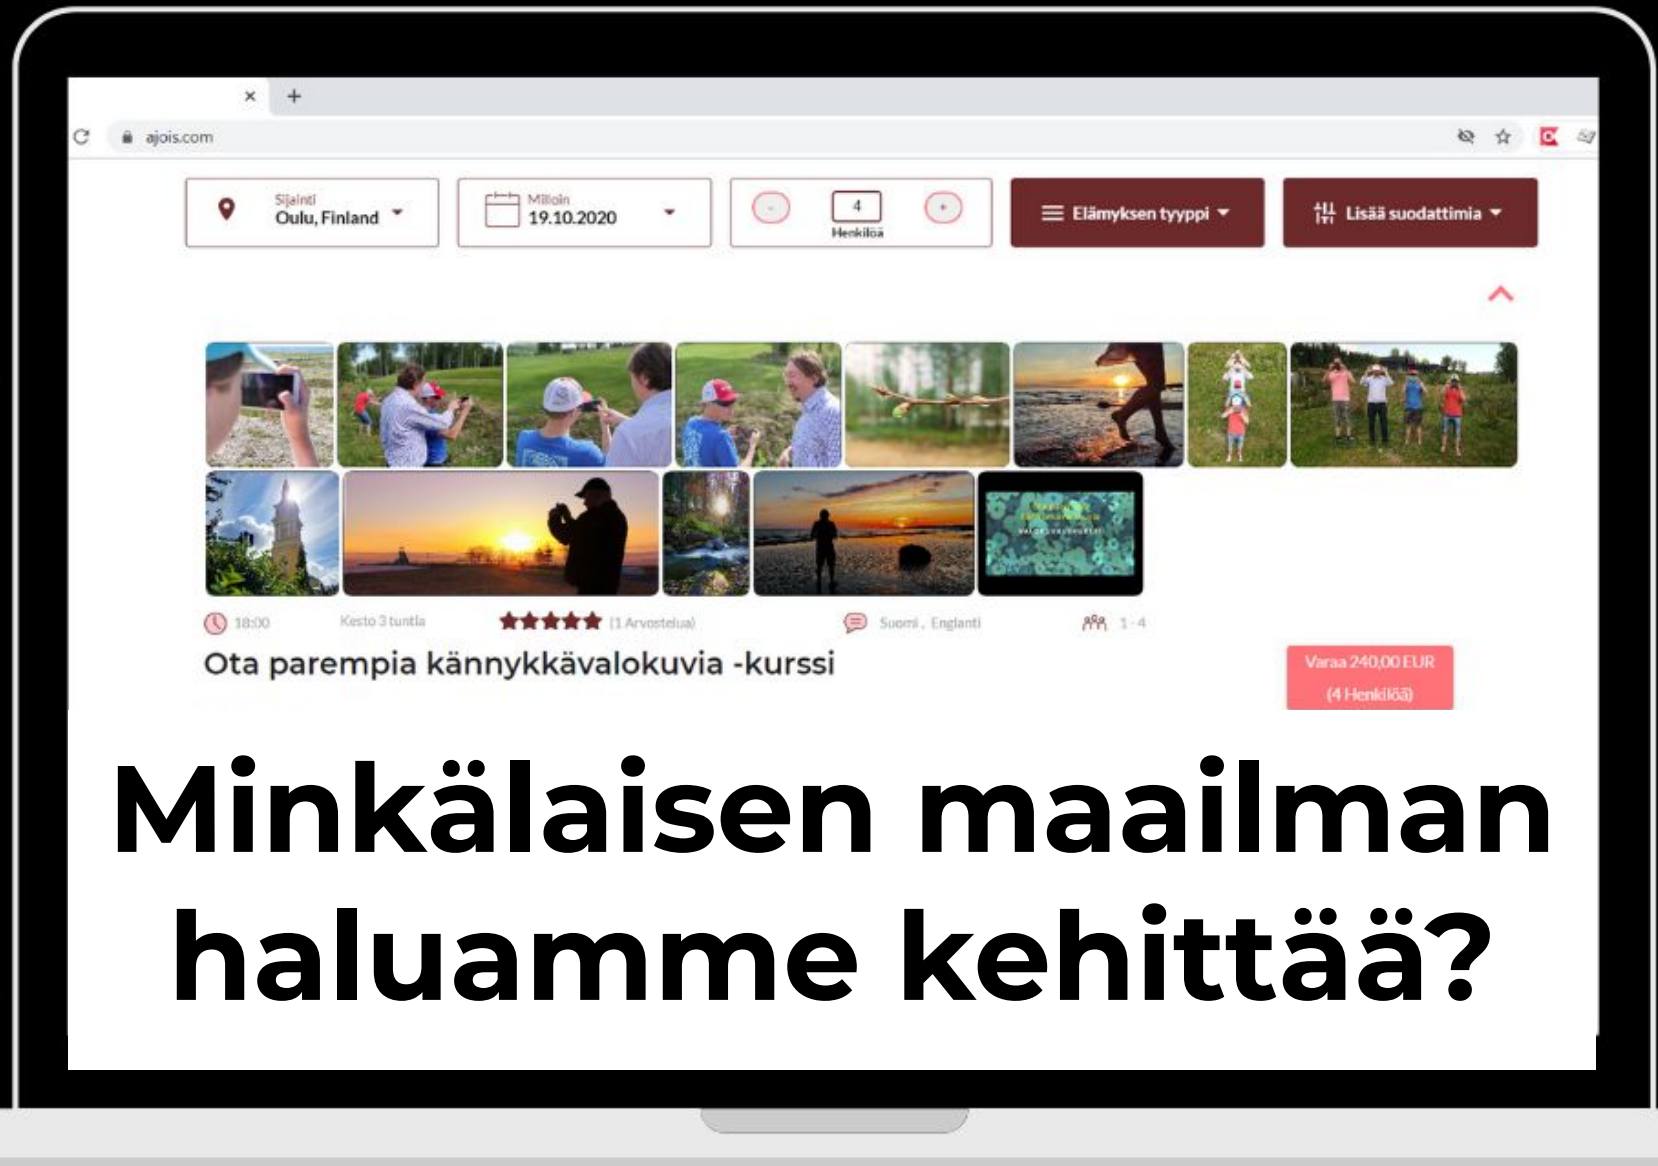 ajois.com
Sijainti
Oulu, Finland
Milloin
19.10.2020
-
4
+
Henkilöä
Elämyksen tyyppi
Lisää suodattimia
18:00
Kesto 3 tuntia
(1 Arvostelua)
Suomi , Englanti
1-4
Ota parempia kännykkävalokuvia -kurssi
Varaa 240,00 EUR
(4 Henkilöä)
Minkälaisen maailman
haluamme kehittää?